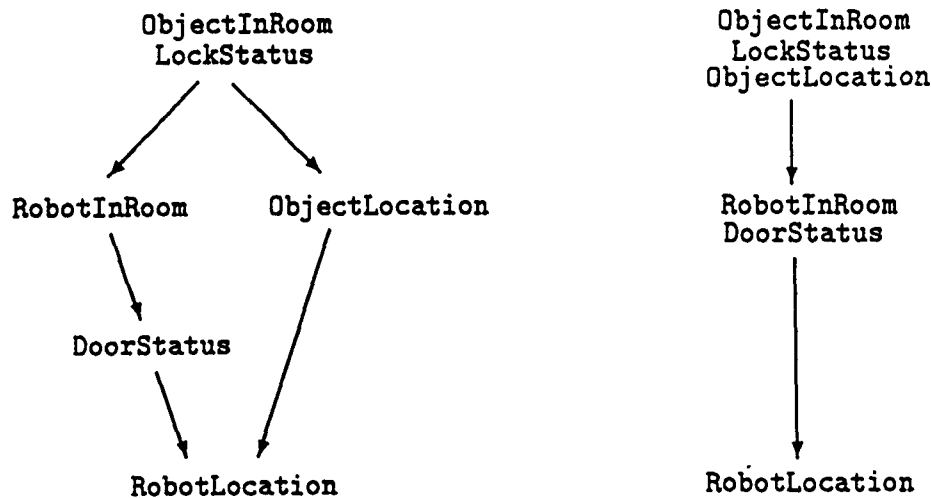 ObjectInRoom
LockStatus
RobotInRoom
ObjectLocation
DoorStatus
RobotLocation
ObjectInRoom
LockStatus
ObjectLocation
RobotInRoom
DoorStatus
RobotLocation